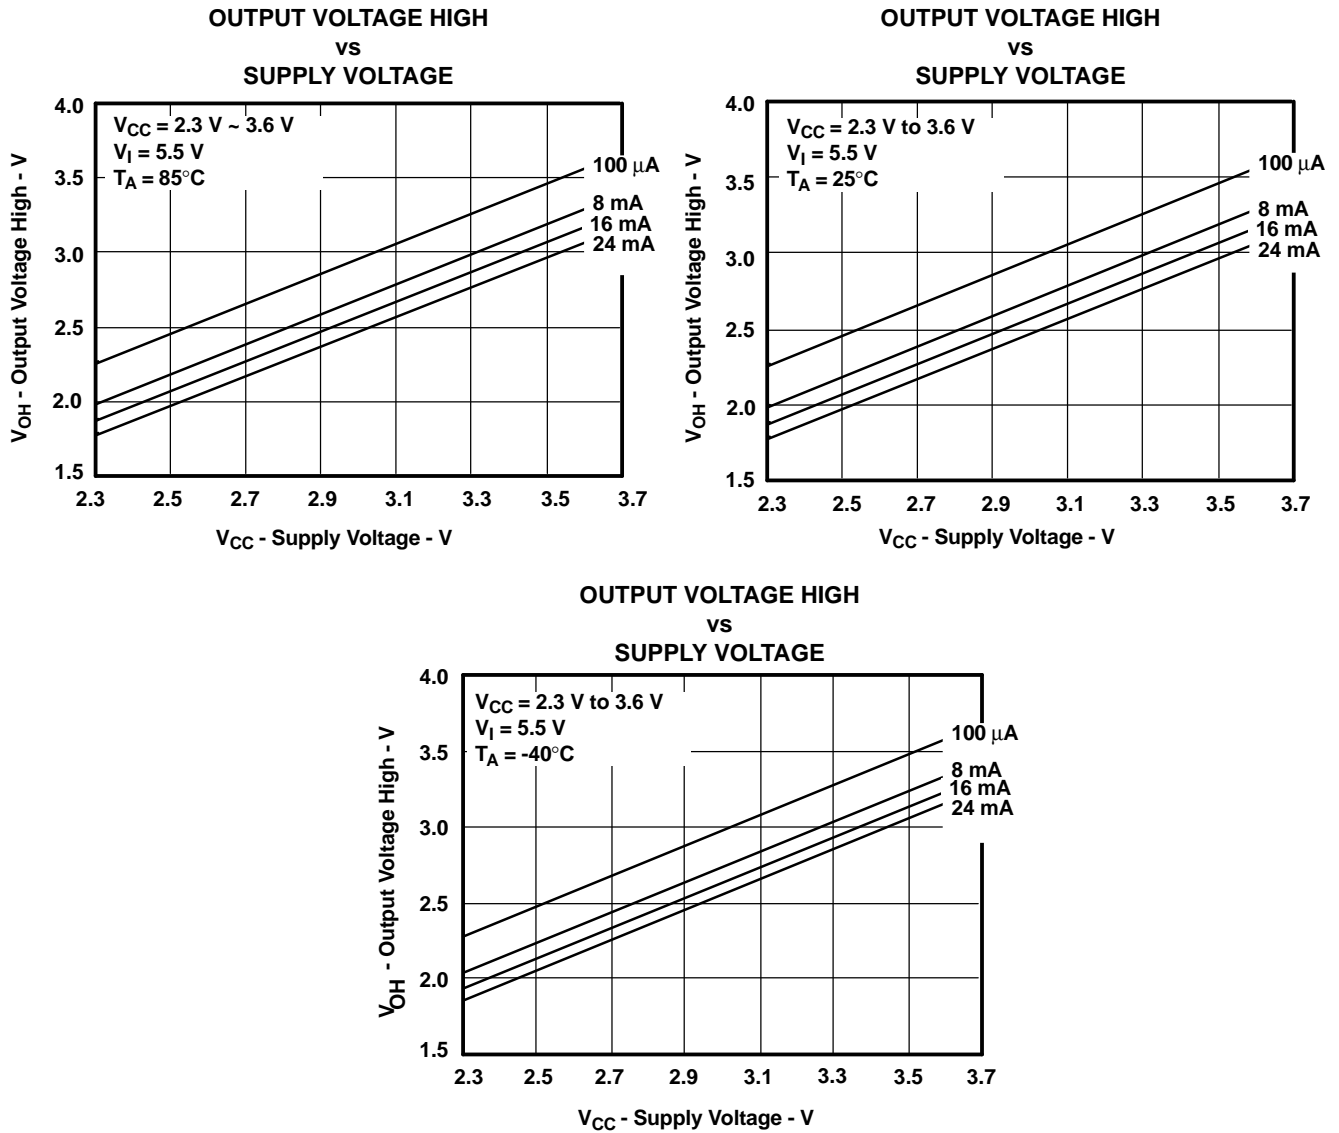 OUTPUT VOLTAGE HIGH
vs
SUPPLY VOLTAGE
4.0
3.5
3.0
2.5
2.0
1.5
VOH - Output Voltage High - V
VCC = 2.3 V ~ 3.6 V
VI = 5.5 V
TA = 85°C
100 μA
8 mA
16 mA
24 mA
2.3 2.5 2.7 2.9 3.1 3.3 3.5 3.7
VCC - Supply Voltage - V
OUTPUT VOLTAGE HIGH
vs
SUPPLY VOLTAGE
4.0
3.5
3.0
2.5
2.0
1.5
VOH - Output Voltage High - V
VCC = 2.3 V to 3.6 V
VI = 5.5 V
TA = 25°C
100 μA
8 mA
16 mA
24 mA
2.3 2.5 2.7 2.9 3.1 3.3 3.5 3.7
VCC - Supply Voltage - V
OUTPUT VOLTAGE HIGH
vs
SUPPLY VOLTAGE
4.0
3.5
3.0
2.5
2.0
1.5
VOH - Output Voltage High - V
VCC = 2.3 V to 3.6 V
VI = 5.5 V
TA = -40°C
100 μA
8 mA
16 mA
24 mA
2.3 2.5 2.7 2.9 3.1 3.3 3.5 3.7
VCC - Supply Voltage - V